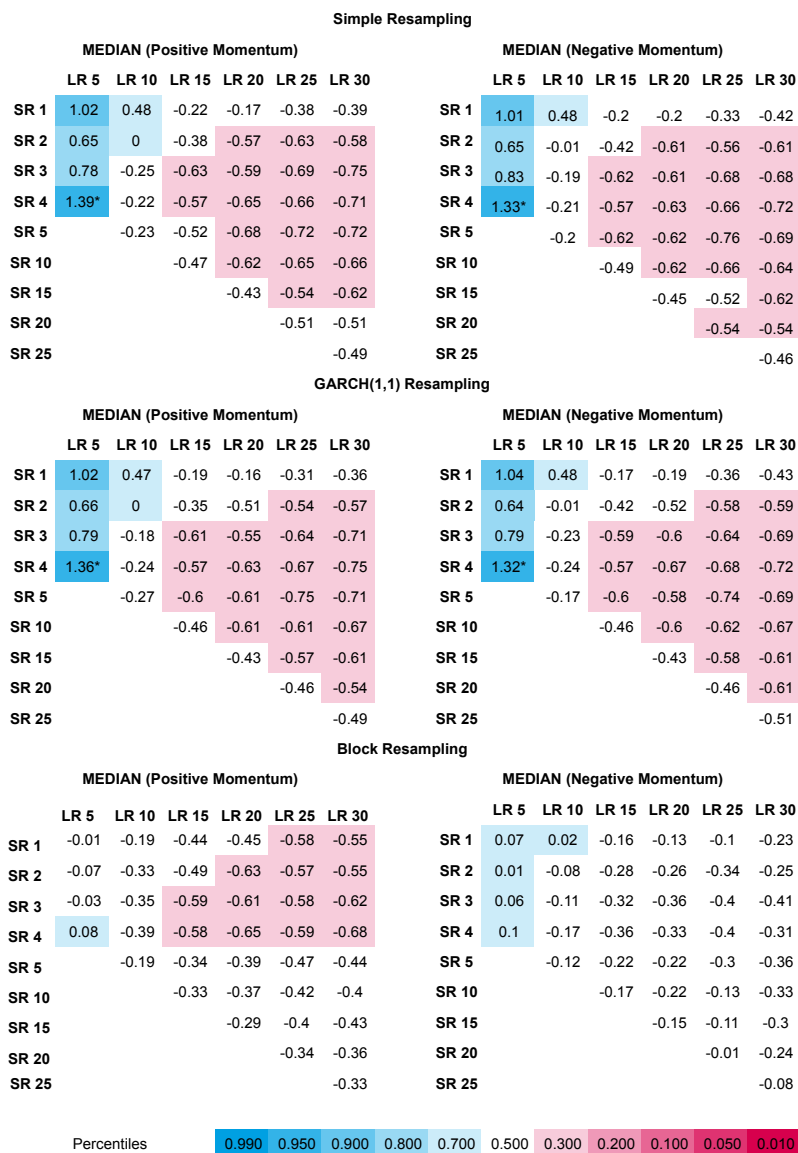 Simple Resampling
MEDIAN (Positive Momentum) MEDIAN (Negative Momentum)
LR 5 LR 10 LR 15 LR 20 LR 25 LR 30 LR 5 LR 10 LR 15 LR 20 LR 25 LR 30
SR 1 1.02 0.48 -0.22 -0.17 -0.38 -0.39 SR 1 1.01 0.48 -0.2 -0.2 -0.33 -0.42
SR 2 0.65 0 -0.38 -0.57 -0.63 -0.58 SR 2 0.65 -0.01 -0.42 -0.61 -0.56 -0.61
SR 3 0.78 -0.25 -0.63 -0.59 -0.69 -0.75 SR 3 0.83 -0.19 -0.62 -0.61 -0.68 -0.68
SR 4 1.39* -0.22 -0.57 -0.65 -0.66 -0.71 SR 4 1.33* -0.21 -0.57 -0.63 -0.66 -0.72
SR 5 -0.23 -0.52 -0.68 -0.72 -0.72 SR 5 -0.2 -0.62 -0.62 -0.76 -0.69
SR 10 -0.47 -0.62 -0.65 -0.66 SR 10 -0.49 -0.62 -0.66 -0.64
SR 15 -0.43 -0.54 -0.62 SR 15 -0.45 -0.52 -0.62
SR 20 -0.51 -0.51 SR 20 -0.54 -0.54
SR 25 -0.49 SR 25 -0.46
GARCH(1,1) Resampling
MEDIAN (Positive Momentum) MEDIAN (Negative Momentum)
LR 5 LR 10 LR 15 LR 20 LR 25 LR 30 LR 5 LR 10 LR 15 LR 20 LR 25 LR 30
SR 1 1.02 0.47 -0.19 -0.16 -0.31 -0.36 SR 1 1.04 0.48 -0.17 -0.19 -0.36 -0.43
SR 2 0.66 0 -0.35 -0.51 -0.54 -0.57 SR 2 0.64 -0.01 -0.42 -0.52 -0.58 -0.59
SR 3 0.79 -0.18 -0.61 -0.55 -0.64 -0.71 SR 3 0.79 -0.23 -0.59 -0.6 -0.64 -0.69
SR 4 1.36* -0.24 -0.57 -0.63 -0.67 -0.75 SR 4 1.32* -0.24 -0.57 -0.67 -0.68 -0.72
SR 5 -0.27 -0.6 -0.61 -0.75 -0.71 SR 5 -0.17 -0.6 -0.58 -0.74 -0.69
SR 10 -0.46 -0.61 -0.61 -0.67 SR 10 -0.46 -0.6 -0.62 -0.67
SR 15 -0.43 -0.57 -0.61 SR 15 -0.43 -0.58 -0.61
SR 20 -0.46 -0.54 SR 20 -0.46 -0.61
SR 25 -0.49 SR 25 -0.51
Block Resampling
MEDIAN (Positive Momentum) MEDIAN (Negative Momentum)
LR 5 LR 10 LR 15 LR 20 LR 25 LR 30 LR 5 LR 10 LR 15 LR 20 LR 25 LR 30
SR 1 -0.01 -0.19 -0.44 -0.45 -0.58 -0.55 SR 1 0.07 0.02 -0.16 -0.13 -0.1 -0.23
SR 2 -0.07 -0.33 -0.49 -0.63 -0.57 -0.55 SR 2 0.01 -0.08 -0.28 -0.26 -0.34 -0.25
SR 3 -0.03 -0.35 -0.59 -0.61 -0.58 -0.62 SR 3 0.06 -0.11 -0.32 -0.36 -0.4 -0.41
SR 4 0.08 -0.39 -0.58 -0.65 -0.59 -0.68 SR 4 0.1 -0.17 -0.36 -0.33 -0.4 -0.31
SR 5 -0.19 -0.34 -0.39 -0.47 -0.44 SR 5 -0.12 -0.22 -0.22 -0.3 -0.36
SR 10 -0.33 -0.37 -0.42 -0.4 SR 10 -0.17 -0.22 -0.13 -0.33
SR 15 -0.29 -0.4 -0.43 SR 15 -0.15 -0.11 -0.3
SR 20 -0.34 -0.36 SR 20 -0.01 -0.24
SR 25 -0.33 SR 25 -0.08
Percentiles 0.990 0.950 0.900 0.800 0.700 0.500 0.300 0.200 0.100 0.050 0.010